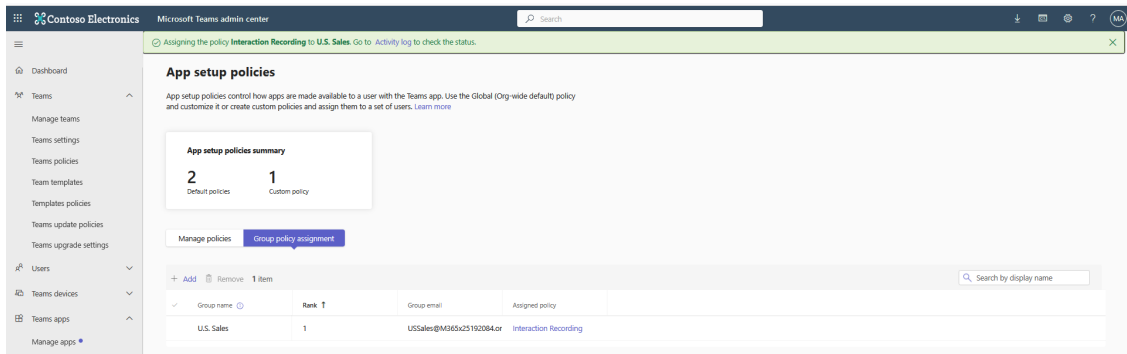 Contoso Electronics
Microsoft Teams admin center
Search
?
MA
Assigning the policy Interaction Recording to U.S. Sales. Go to Activity log to check the status.
Dashboard
Teams
Manage teams
Teams settings
Teams policies
Team templates
Templates policies
Teams update policies
Teams upgrade settings
Users
Teams devices
Teams apps
Manage apps
App setup policies
App setup policies control how apps are made available to a user with the Teams app. Use the Global (Org-wide default) policy
and customize it or create custom policies and assign them to a set of users. Learn more
App setup policies summary
2 1
Default policies Custom policy
Manage policies Group policy assignment
+ Add Remove 1 item
Search by display name
Group name Rank ↑ Group email Assigned policy
U.S. Sales 1 USSales@M365x25192084.or Interaction Recording